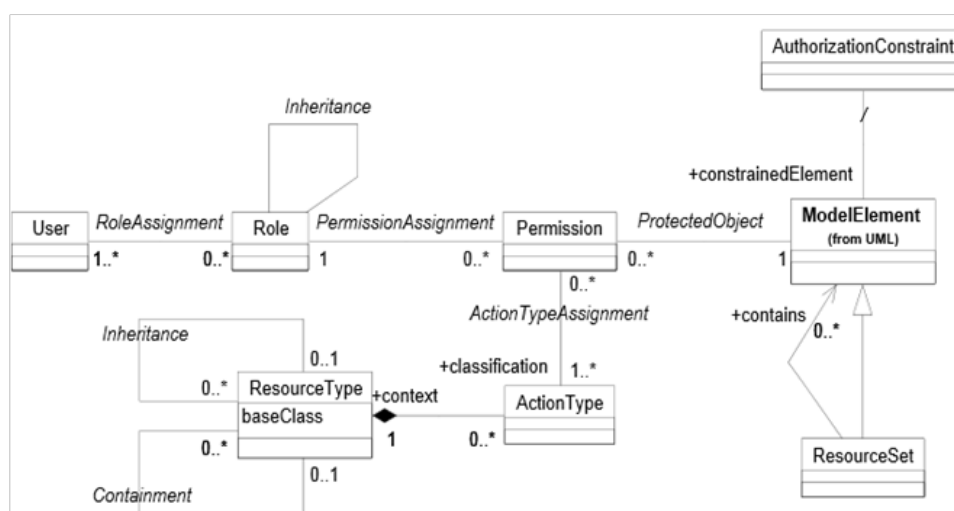 AuthorizationConstraint
Inheritance
/
+constrainedElement
User
RoleAssignment
Role
PermissionAssignment
Permission
ProtectedObject
ModelElement
(from UML)
1..*
0..*
1
0..*
0..*
1
0..*
ActionTypeAssignment
+contains
0..*
Inheritance
0..1
+classification
1..*
0..*
ResourceType
+context
ActionType
baseClass
1
0..*
0..*
ResourceSet
0..1
Containment